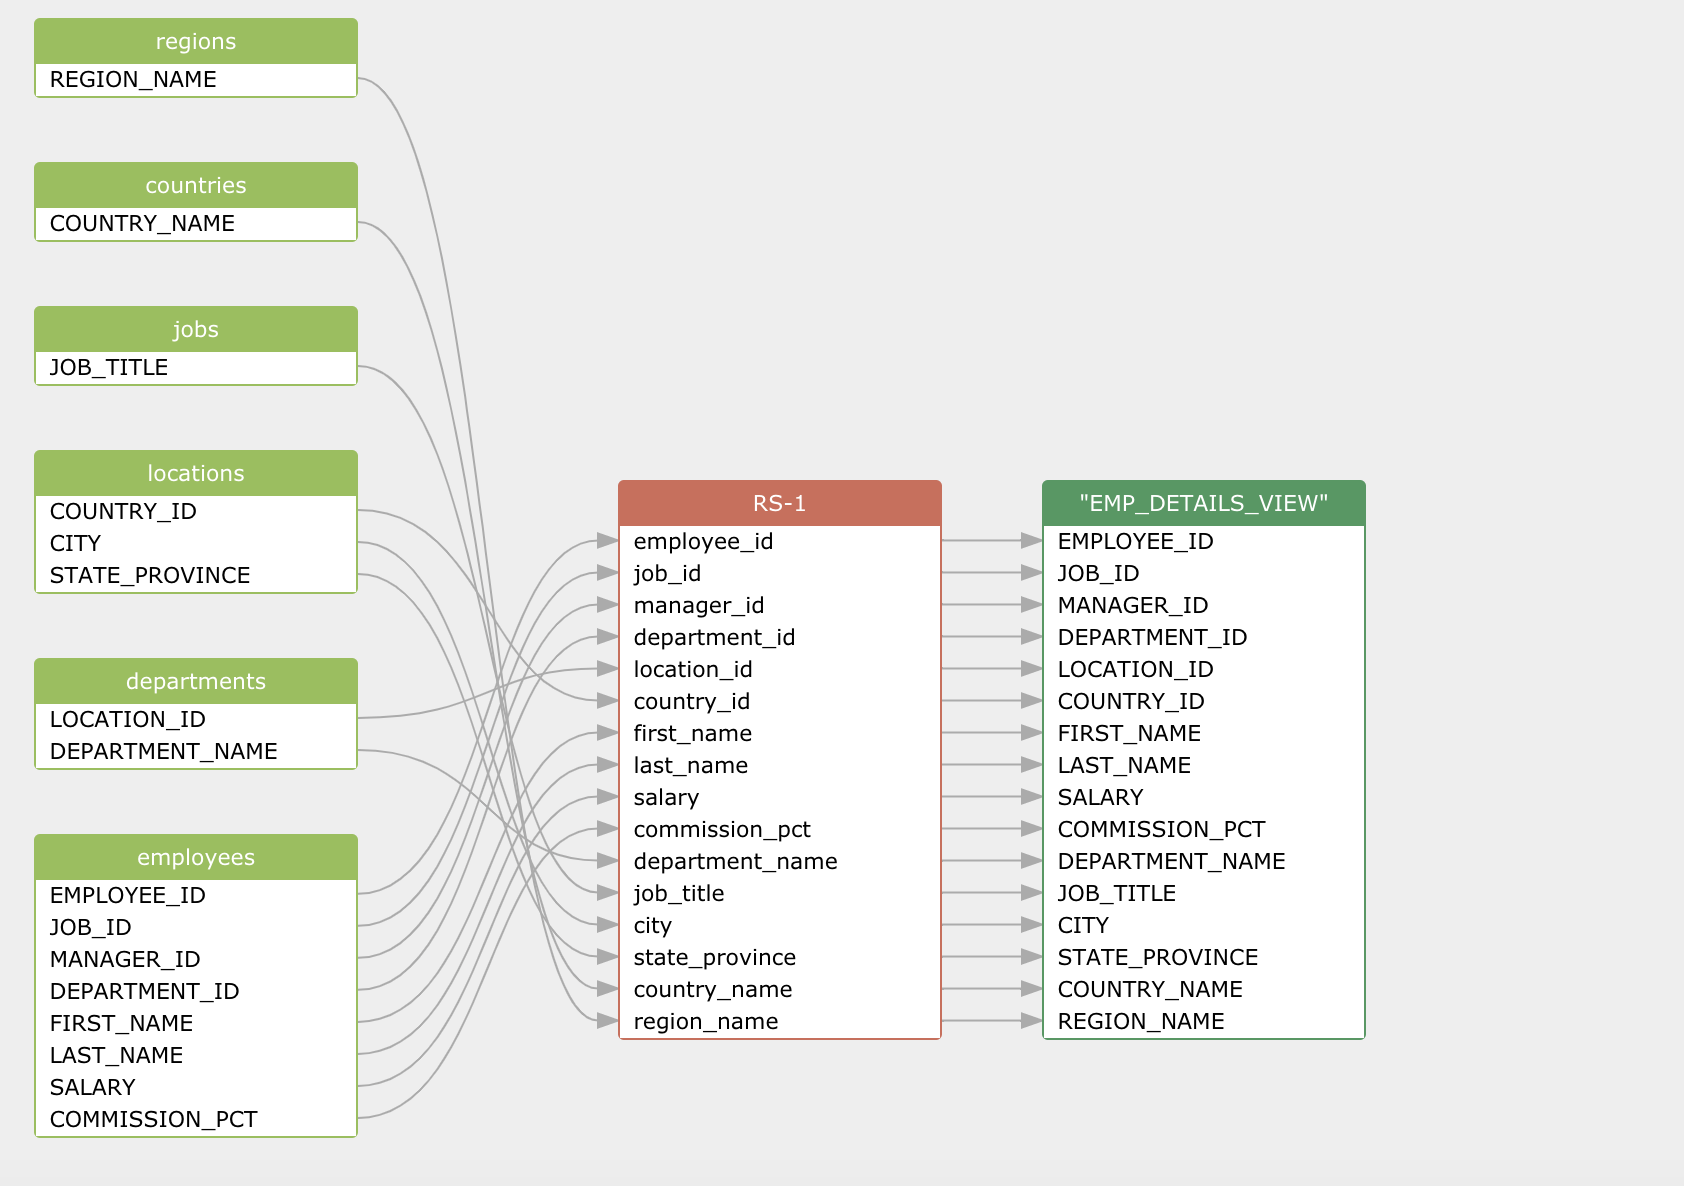 regions
REGION_NAME
countries
COUNTRY_NAME
jobs
JOB_TITLE
locations
COUNTRY_ID
CITY
STATE_PROVINCE
departments
LOCATION_ID
DEPARTMENT_NAME
employees
EMPLOYEE_ID
JOB_ID
MANAGER_ID
DEPARTMENT_ID
FIRST_NAME
LAST_NAME
SALARY
COMMISSION_PCT
RS-1
employee_id
job_id
manager_id
department_id
location_id
country_id
first_name
last_name
salary
commission_pct
department_name
job_title
city
state_province
country_name
region_name
"EMP_DETAILS_VIEW"
EMPLOYEE_ID
JOB_ID
MANAGER_ID
DEPARTMENT_ID
LOCATION_ID
COUNTRY_ID
FIRST_NAME
LAST_NAME
SALARY
COMMISSION_PCT
DEPARTMENT_NAME
JOB_TITLE
CITY
STATE_PROVINCE
COUNTRY_NAME
REGION_NAME